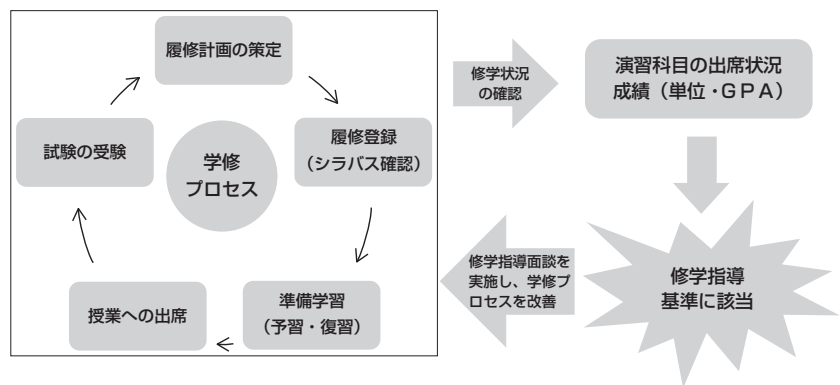 履修計画の策定
履修登録
（シラバス確認）
準備学習
（予習・復習）
授業への出席
試験の受験
学修
プロセス
修学状況
の確認
演習科目の出席状況
成績（単位・ＧＰＡ）
修学指導
基準に該当
修学指導面談を
実施し、学修プ
ロセスを改善